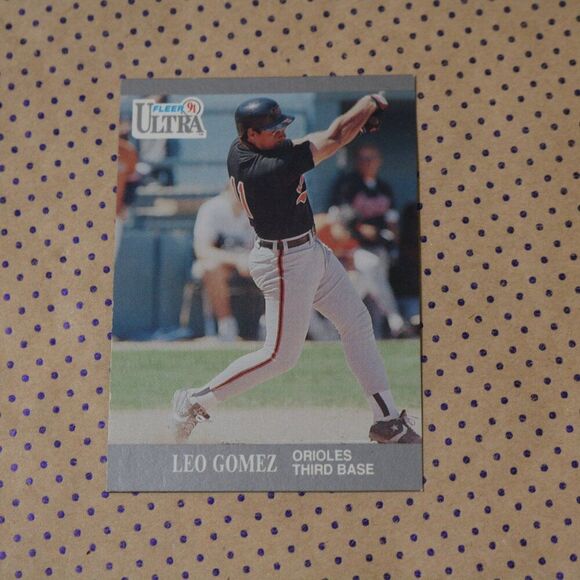 FLEER 91
ULTRA
LEO GOMEZ
ORIOLES
THIRD BASE